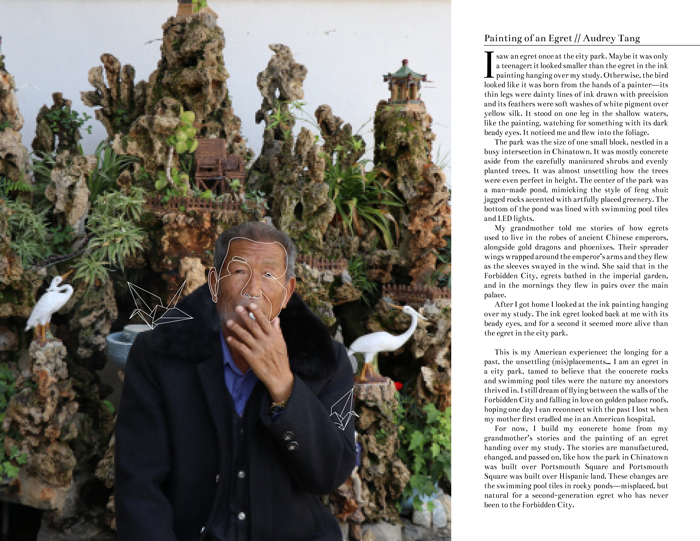 Painting of an Egret // Audrey Tang
I saw an egret once at the city park. Maybe it was only
a teenager; it looked smaller than the egret in the ink
painting hanging over my study. Otherwise, the bird
looked like it was born from the hands of a painter—its
thin legs were dainty lines of ink drawn with precision
and its feathers were soft washes of white pigment over
yellow silk. It stood on one leg in the shallow waters,
like the painting, watching for something with its dark
beady eyes. It noticed me and flew into the foliage.
The park was the size of one small block, nestled in a
busy intersection in Chinatown. It was mostly concrete
aside from the carefully manicured shrubs and evenly
planted trees. It was almost unsettling how the trees
were even perfect in height. The center of the park was
a man-made pond, mimicking the style of feng shui:
jagged rocks accented with artfully placed greenery. The
bottom of the pond was lined with swimming pool tiles
and LED lights.
My grandmother told me stories of how egrets
used to live in the robes of ancient Chinese emperors,
alongside gold dragons and phoenixes. Their spreader
wings wrapped around the emperor's arms and they flew
as the sleeves swayed in the wind. She said that in the
Forbidden City, egrets bathed in the imperial garden,
and in the mornings they flew in pairs over the main
palace.
After I got home I looked at the ink painting hanging
over my study. The ink egret looked back at me with its
beady eyes, and for a second it seemed more alive than
the egret in the city park.
This is my American experience: the longing for a
past, the unsettling (mis)placements... I am an egret in
a city park, tamed to believe that the concrete rocks
and swimming pool tiles were the nature my ancestors
thrived in. I still dream of flying between the walls of the
Forbidden City and falling in love on golden palace roofs,
hoping one day I can reconnect with the past I lost when
my mother first cradled me in an American hospital.
For now, I build my concrete home from my
grandmother's stories and the painting of an egret
handing over my study. The stories are manufactured,
changed, and passed on, like how the park in Chinatown
was built over Portsmouth Square and Portsmouth
Square was built over Hispanic land. These changes are
the swimming pool tiles in rocky ponds—misplaced, but
natural for a second-generation egret who has never
been to the Forbidden City.